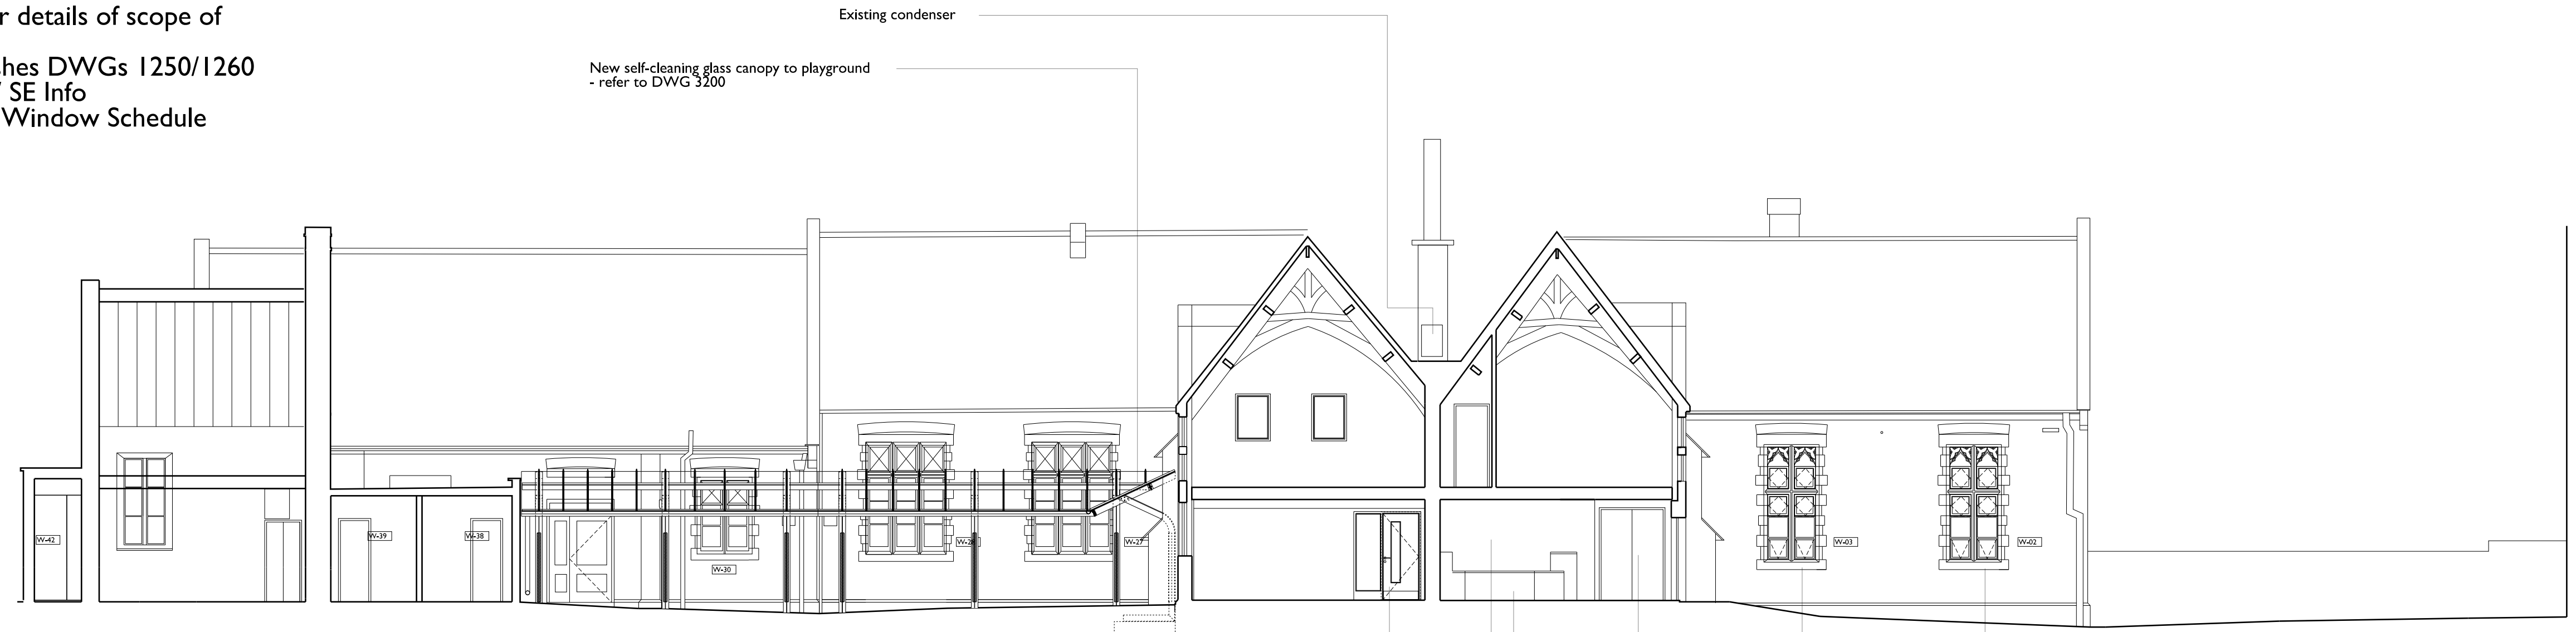 r details of scope of
hes DWGs 1250/1260
SE Info
Window Schedule
Existing condenser
New self-cleaning glass canopy to playground
- refer to DWG 3200
W-42
W-39
W-38
W-30
W-28
W-27
W-03
W-02